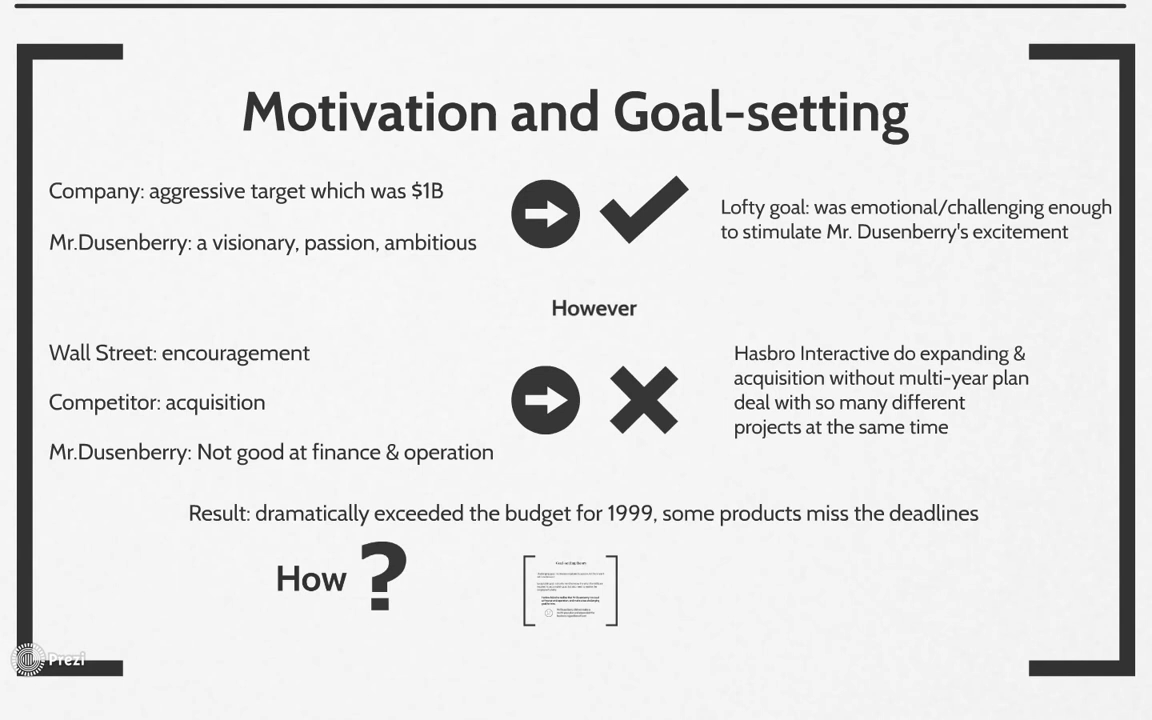 Motivation and Goal-setting
Company: aggressive target which was $1B
Mr.Dusenberry: a visionary, passion, ambitious
Lofty goal: was emotional/challenging enough
to stimulate Mr. Dusenberry's excitement
However
Wall Street: encouragement
Competitor: acquisition
Mr.Dusenberry: Not good at finance & operation
Hasbro Interactive do expanding &
acquisition without multi-year plan
deal with so many different
projects at the same time
Result: dramatically exceeded the budget for 1999, some products miss the deadlines
How ?
Prezi